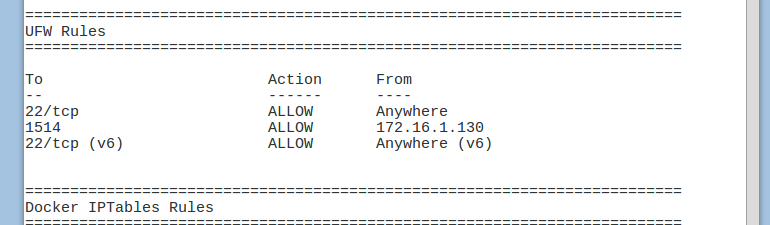 =========================================================================
UFW Rules
=========================================================================
To                         Action      From
--                         ------      ----
22/tcp                     ALLOW       Anywhere
1514                       ALLOW       172.16.1.130
22/tcp (v6)                ALLOW       Anywhere (v6)
=========================================================================
Docker IPTables Rules
=========================================================================